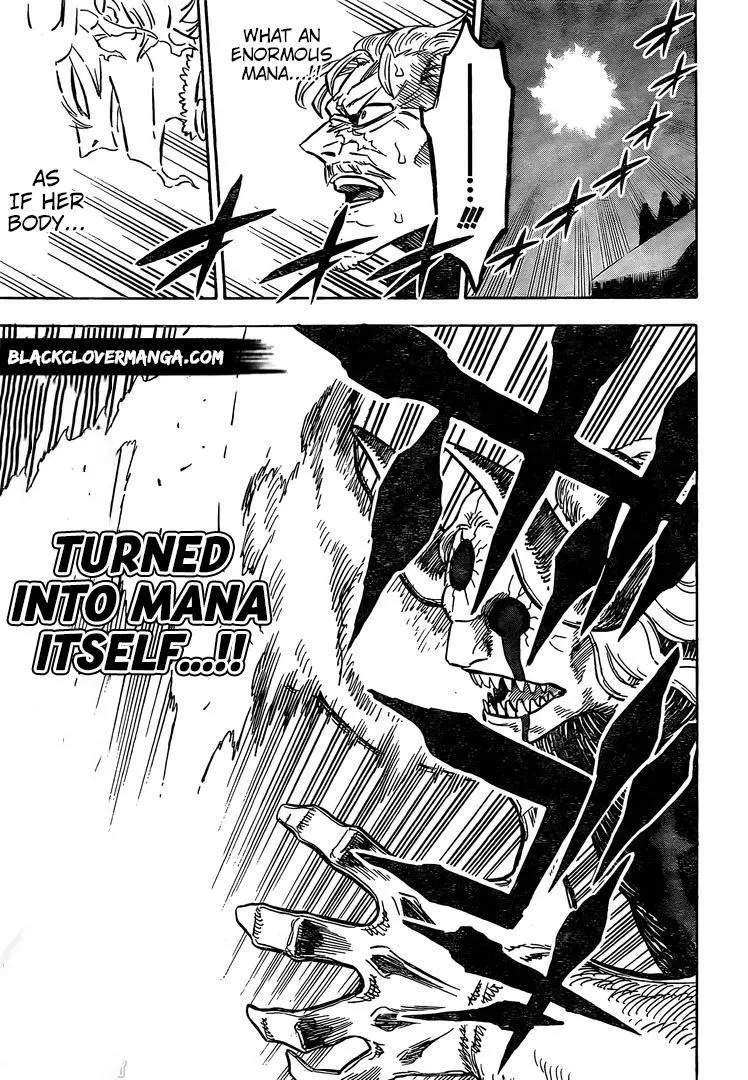 ......!!!!
WHAT AN
ENORMOUS
MANA...!!
AS
IF HER
BODY...
BLACKCLOVERMANGA.COM
TURNED
INTO MANA
ITSELF...!!